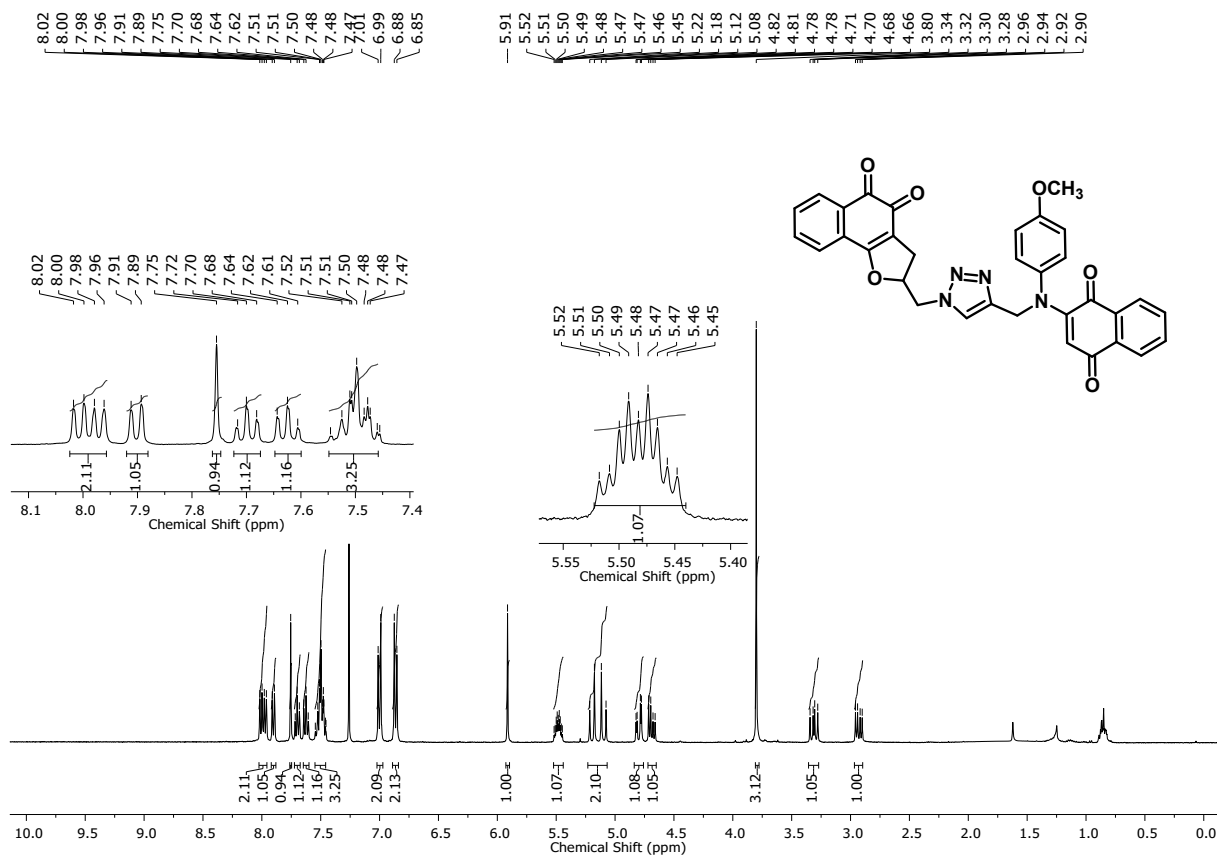 8.02 8.00 7.98 7.96 7.91 7.89 7.75 7.72 7.70 7.68 7.64 7.62 7.51 7.51 7.50 7.48 7.48 7.47 7.01 6.99 6.88 6.85 5.91 5.52 5.51 5.50 5.49 5.48 5.47 5.47 5.46 5.45 5.22 5.18 5.12 5.08 4.82 4.81 4.78 4.78 4.71 4.70 4.68 4.66 3.80 3.34 3.32 3.30 3.28 2.96 2.94 2.92 2.90
O
O
OCH₃
N
N
N
O
N
O
O
8.02 8.00 7.98 7.96 7.91 7.89 7.75 7.72 7.70 7.68 7.64 7.62 7.61 7.52 7.51 7.51 7.50 7.48 7.48 7.47
2.11 1.05 0.94 1.12 1.16 3.25
8.1 8.0 7.9 7.8 7.7 7.6 7.5 7.4
Chemical Shift (ppm)
5.52 5.51 5.50 5.49 5.48 5.47 5.47 5.46 5.45
1.07
5.55 5.50 5.45 5.40
Chemical Shift (ppm)
2.11 1.05 0.94 1.12 1.16 3.25 2.09 2.13 1.00 1.07 2.10 1.08 1.05 3.12 1.05 1.00
10.0 9.5 9.0 8.5 8.0 7.5 7.0 6.5 6.0 5.5 5.0 4.5 4.0 3.5 3.0 2.5 2.0 1.5 1.0 0.5 0.0
Chemical Shift (ppm)